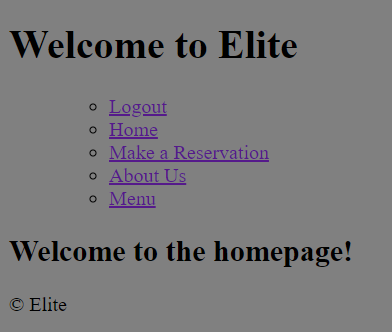 Welcome to Elite
Logout
Home
Make a Reservation
About Us
Menu
Welcome to the homepage!
© Elite